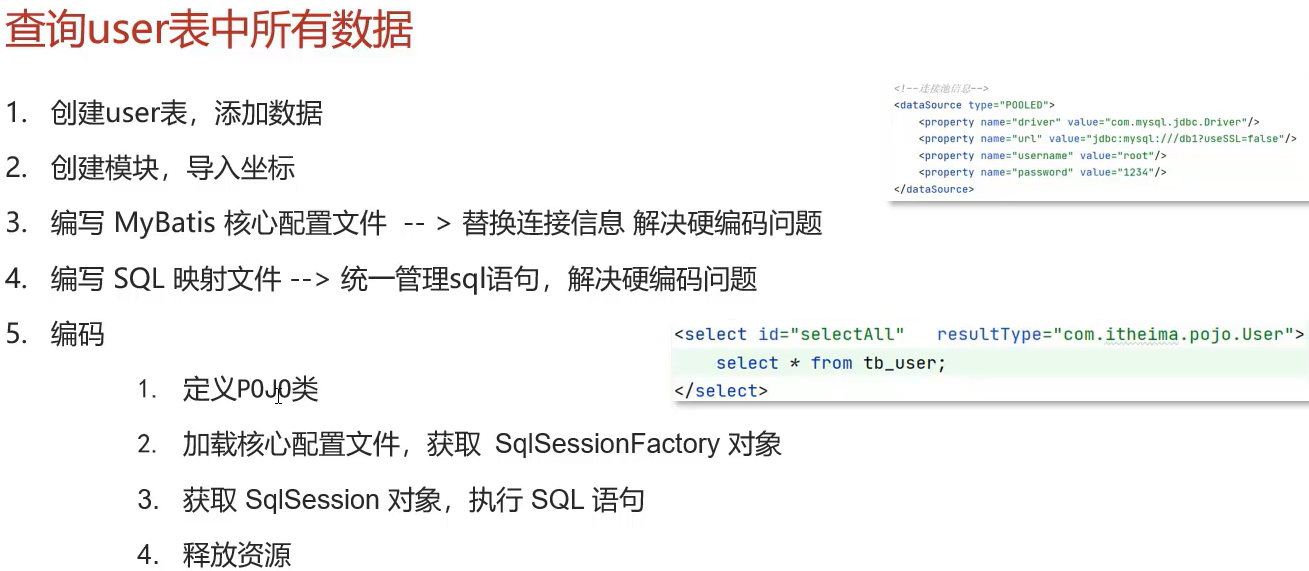 查询user表中所有数据
1. 创建user表，添加数据
2. 创建模块，导入坐标
3. 编写 MyBatis 核心配置文件 -- > 替换连接信息 解决硬编码问题
4. 编写 SQL 映射文件 --> 统一管理sql语句，解决硬编码问题
5. 编码
1. 定义POJO类
2. 加载核心配置文件，获取 SqlSessionFactory 对象
3. 获取 SqlSession 对象，执行 SQL 语句
4. 释放资源
<!--连接池信息-->
<dataSource type="POOLED">
<property name="driver" value="com.mysql.jdbc.Driver"/>
<property name="url" value="jdbc:mysql:///db1?useSSL=false"/>
<property name="username" value="root"/>
<property name="password" value="1234"/>
</dataSource>
<select id="selectAll" resultType="com.itheima.pojo.User">
select * from tb_user;
</select>